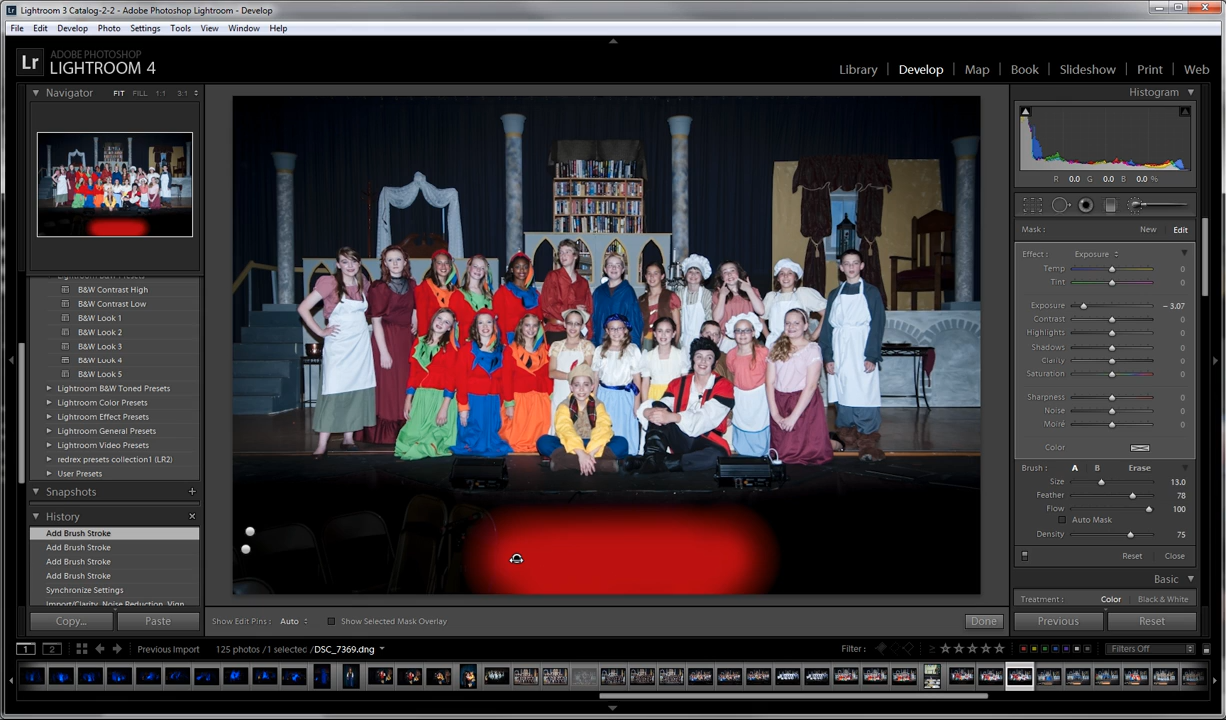 Lightroom 3 Catalog-2-2 - Adobe Photoshop Lightroom - Develop
File Edit Develop Photo Settings Tools View Window Help
Lr ADOBE PHOTOSHOP
LIGHTROOM 4
Library | Develop | Map | Book | Slideshow | Print | Web
Navigator FIT FILL 1:1 3:1
B&W Contrast High
B&W Contrast Low
B&W Look 1
B&W Look 2
B&W Look 3
B&W Look 4
B&W Look 5
Lightroom B&W Toned Presets
Lightroom Color Presets
Lightroom Effect Presets
Lightroom General Presets
Lightroom Video Presets
redrex presets collection1 (LR2)
User Presets
Snapshots +
History ×
Add Brush Stroke
Add Brush Stroke
Add Brush Stroke
Add Brush Stroke
Synchronize Settings
Copy... Paste
Show Edit Pins : Auto Show Selected Mask Overlay Done
Histogram
R 0.0 G 0.0 B 0.0 %
Mask : New Edit
Effect : Exposure
Temp 0
Tint 0
Exposure – 3.07
Contrast 0
Highlights 0
Shadows 0
Clarity 0
Saturation 0
Sharpness 0
Noise 0
Moiré 0
Color
Brush : A B Erase
Size 13.0
Feather 78
Flow 100
Auto Mask
Density 75
Reset Close
Basic
Treatment : Color Black & White
Previous Reset
1 2 Previous Import 125 photos /1 selected /DSC_7369.dng Filter : Filters Off